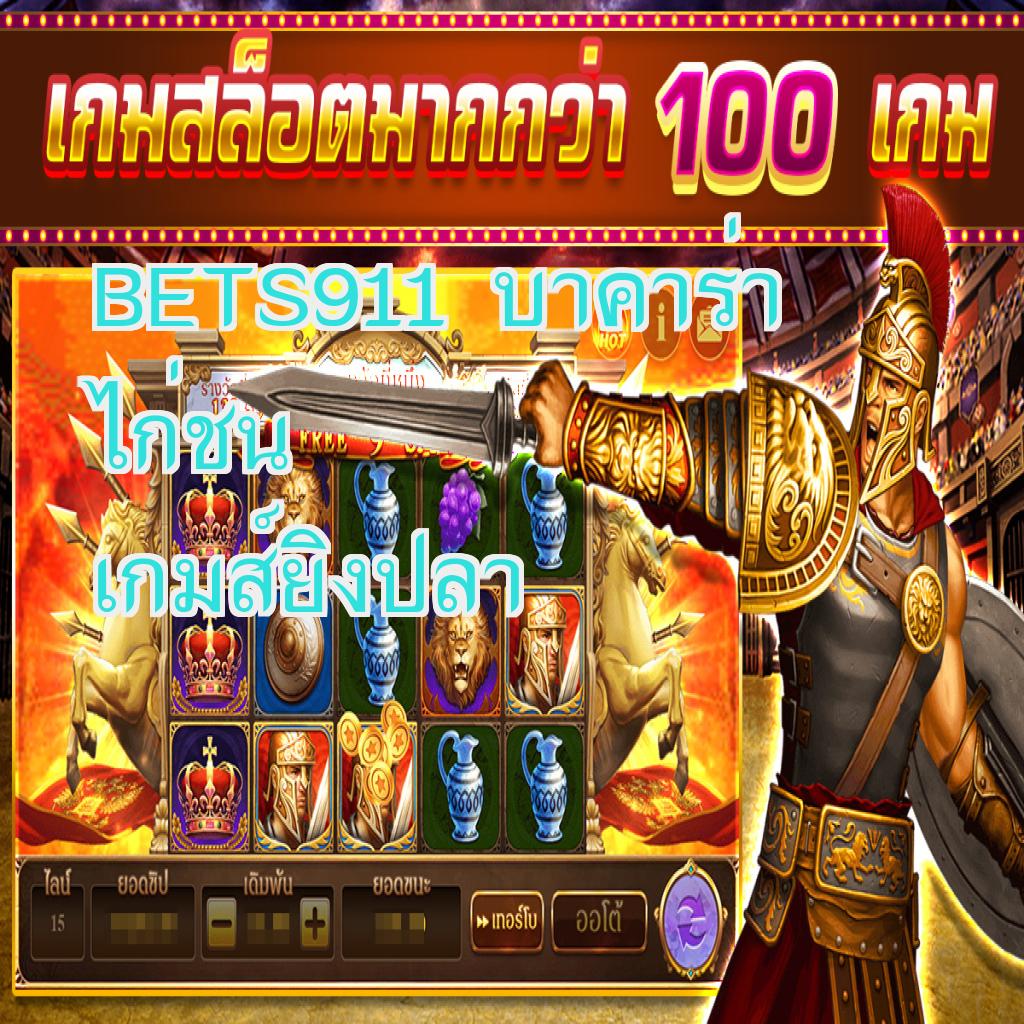 เกมสล็อตมากกว่า 100 เกม
BETS911 บาคาร่า
HOT
ไก่ชน
FREE
เกมส์ยิงปลา
ไลน์ ยอดชิป เดิมพัน ยอดชนะ
15 − + เทอร์โบ ออโต้